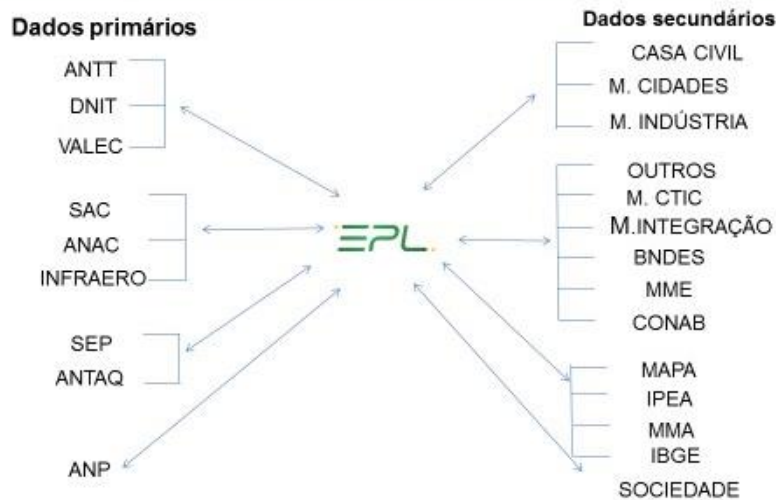 Dados primários
ANTT
DNIT
VALEC
SAC
ANAC
INFRAERO
SEP
ANTAQ
ANP
EPL
Dados secundários
CASA CIVIL
M. CIDADES
M. INDÚSTRIA
OUTROS
M. CTIC
M.INTEGRAÇÃO
BNDES
MME
CONAB
MAPA
IPEA
MMA
IBGE
SOCIEDADE